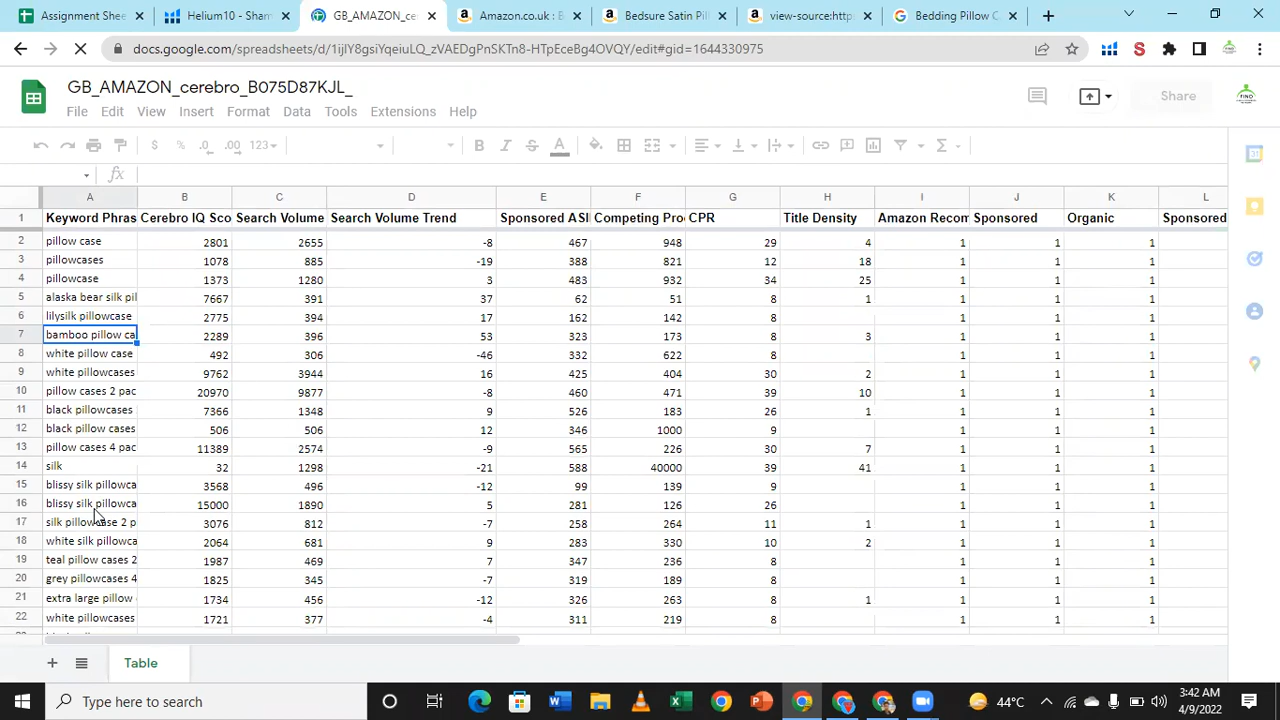 Assignment Shee
Helium10 - Sham
GB_AMAZON_ce
Amazon.co.uk : B
Bedsure Satin Pil
view-source:http
Bedding Pillow C
docs.google.com/spreadsheets/d/1ijIY8gsiYqeiuLQ_zVAEDgPnSKTn8-HTpEceBg4OVQY/edit#gid=1644330975
GB_AMAZON_cerebro_B075D87KJL_
File Edit View Insert Format Data Tools Extensions Help
Share
$ % .0 .00 123 B I S A
fx
A B C D E F G H I J K L
1 Keyword Phras Cerebro IQ Sco Search Volume Search Volume Trend Sponsored ASI Competing Pro CPR Title Density Amazon Recom Sponsored Organic Sponsored
2 pillow case 2801 2655 -8 467 948 29 4 1 1 1
3 pillowcases 1078 885 -19 388 821 12 18 1 1 1
4 pillowcase 1373 1280 3 483 932 34 25 1 1 1
5 alaska bear silk pil 7667 391 37 62 51 8 1 1 1 1
6 lilysilk pillowcase 2775 394 17 162 142 8 1 1 1
7 bamboo pillow ca 2289 396 53 323 173 8 3 1 1 1
8 white pillow case 492 306 -46 332 622 8 1 1 1
9 white pillowcases 9762 3944 16 425 404 30 2 1 1 1
10 pillow cases 2 pac 20970 9877 -8 460 471 39 10 1 1 1
11 black pillowcases 7366 1348 9 526 183 26 1 1 1 1
12 black pillow cases 506 506 12 346 1000 9 1 1 1
13 pillow cases 4 pac 11389 2574 -9 565 226 30 7 1 1 1
14 silk 32 1298 -21 588 40000 39 41 1 1 1
15 blissy silk pillowca 3568 496 -12 99 139 9 1 1 1
16 blissy silk pillowca 15000 1890 5 281 126 26 1 1 1
17 silk pillowcase 2 p 3076 812 -7 258 264 11 1 1 1 1
18 white silk pillowca 2064 681 9 283 330 10 2 1 1 1
19 teal pillow cases 2 1987 469 7 347 236 8 1 1 1
20 grey pillowcases 4 1825 345 -7 319 189 8 1 1 1
21 extra large pillow 1734 456 -12 326 263 8 1 1 1 1
22 white pillowcases 1721 377 -4 311 219 8 1 1 1
Table
Type here to search
44°C
3:42 AM
4/9/2022